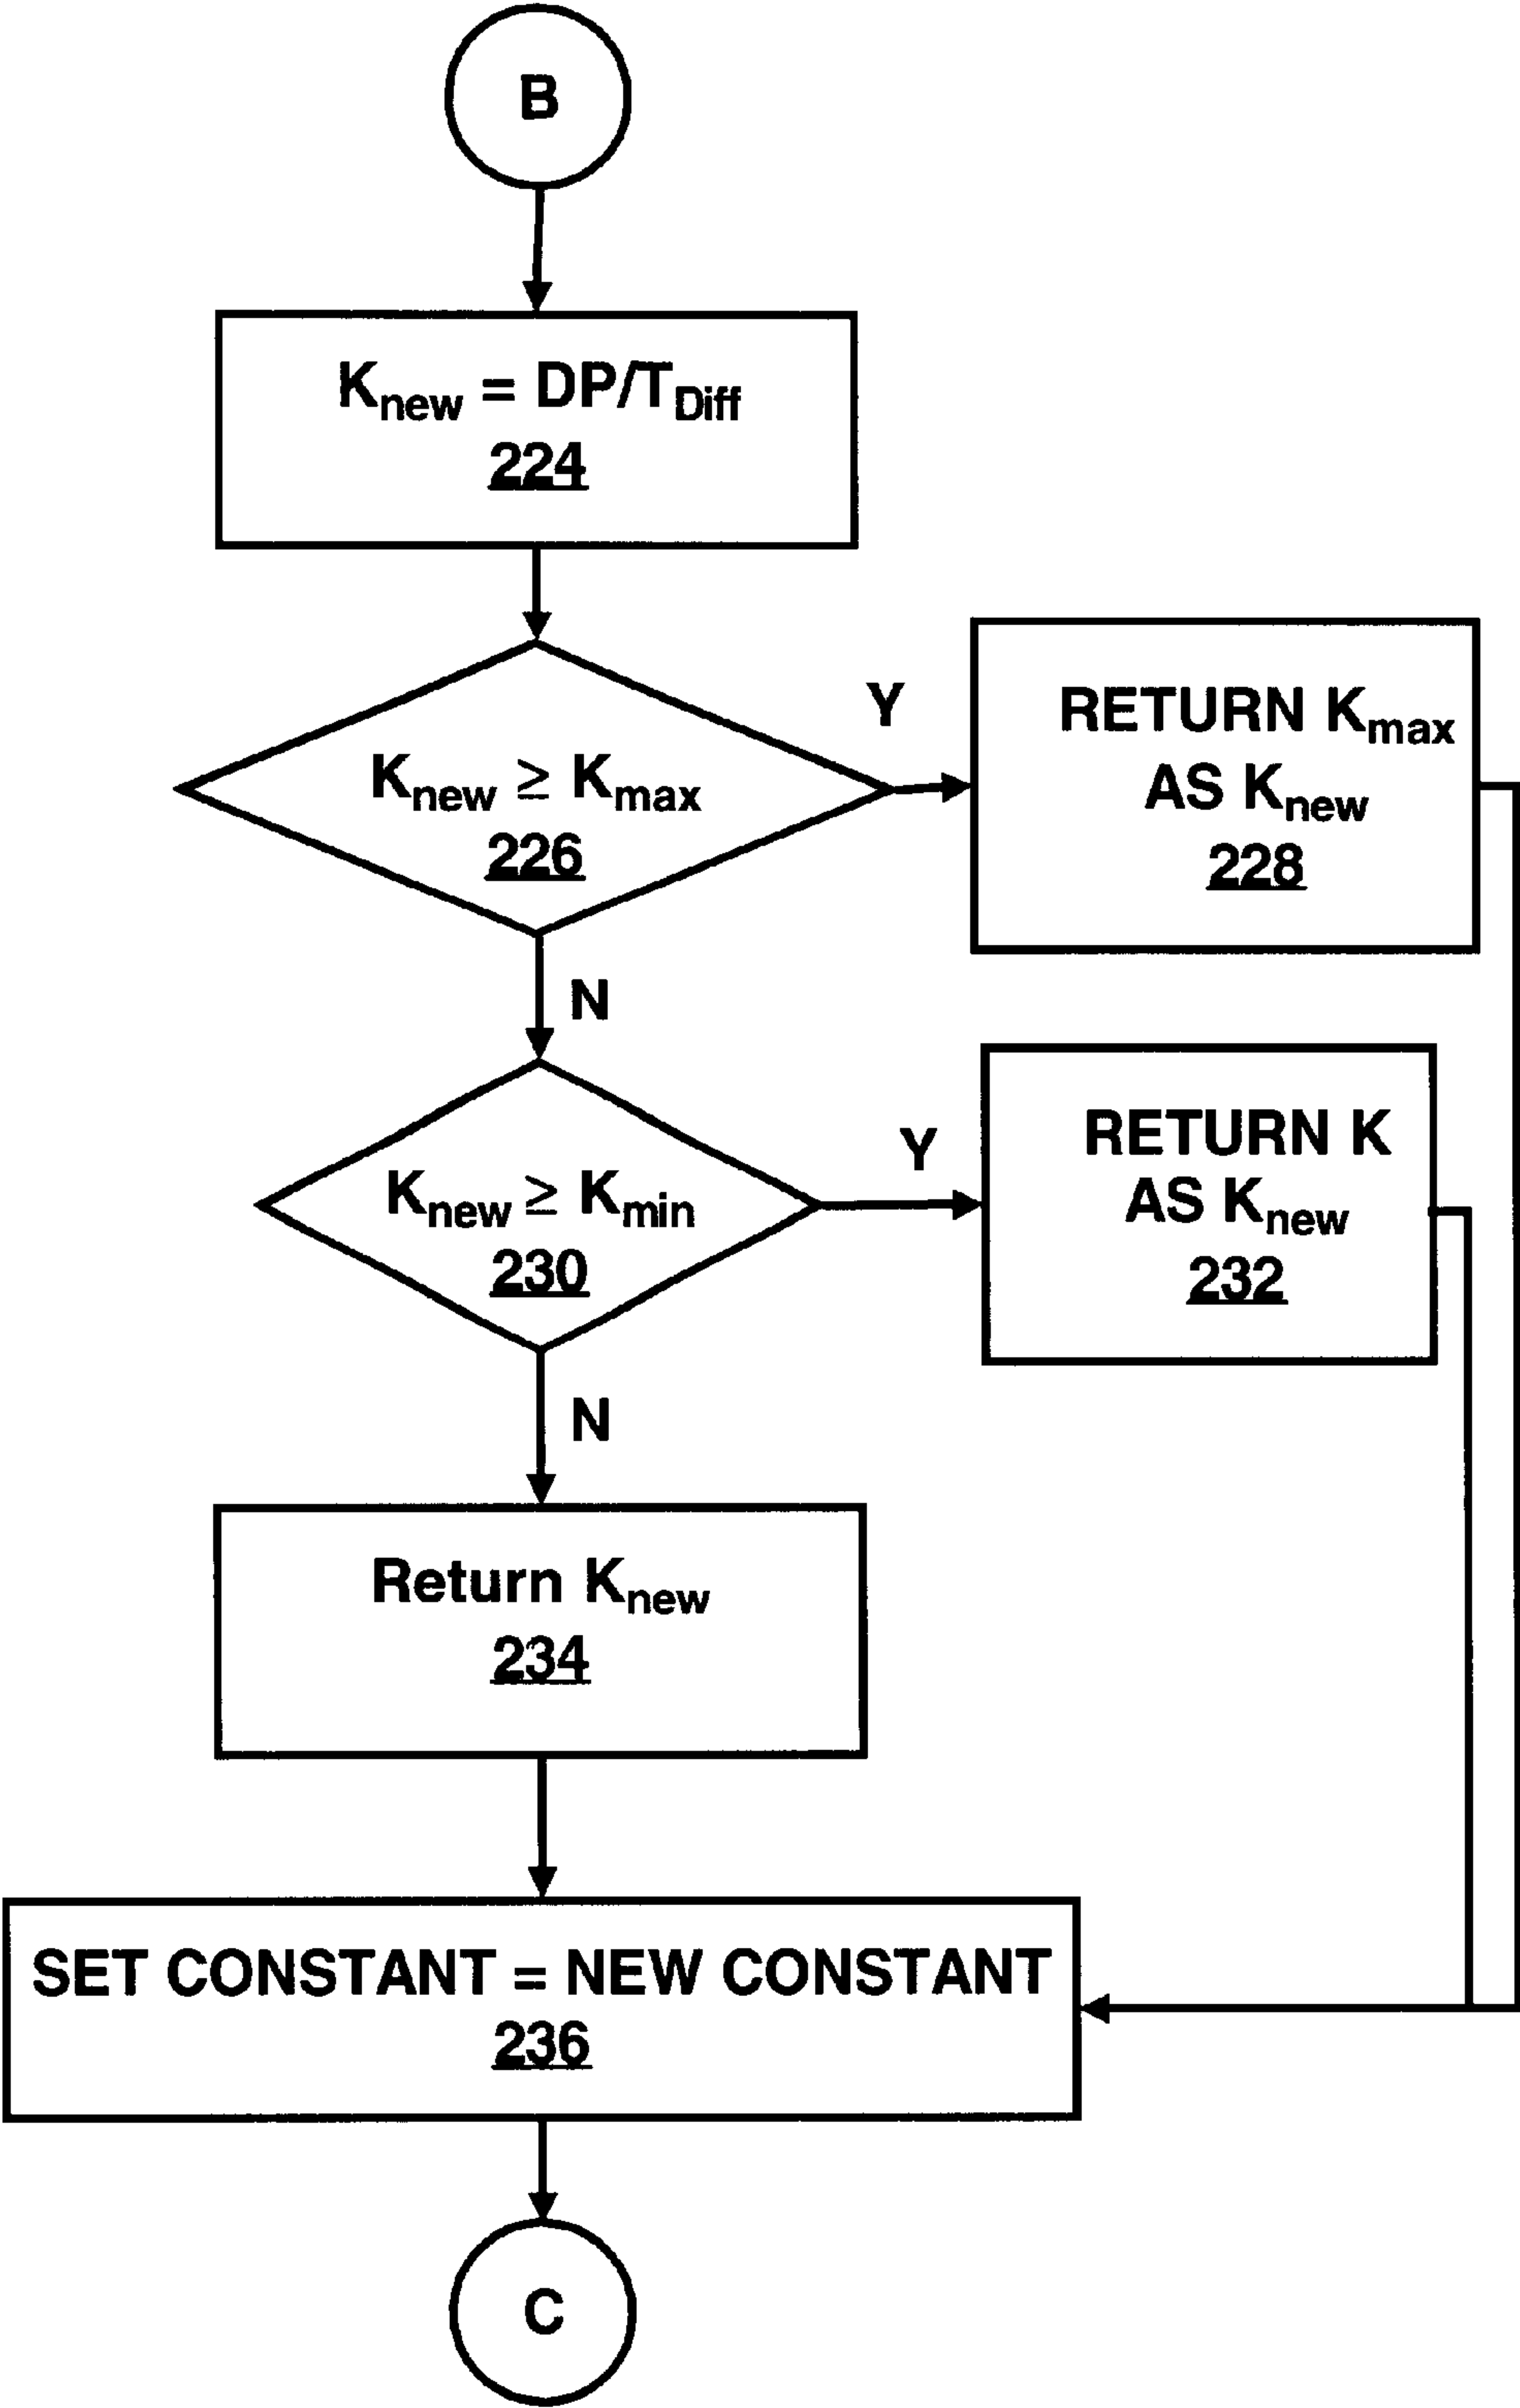 B
Knew = DP/TDiff
224
Y
Knew ≥ Kmax
226
RETURN Kmax
AS Knew
228
N
Y
Knew ≥ Kmin
230
RETURN K
AS Knew
232
N
Return Knew
234
SET CONSTANT = NEW CONSTANT
236
C